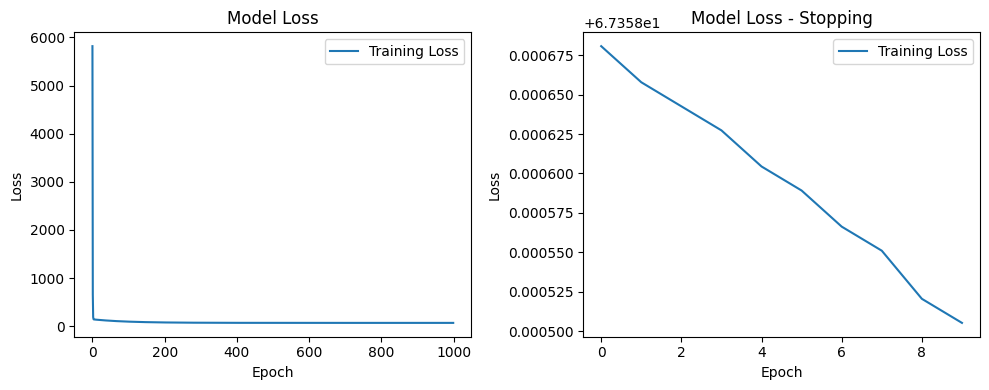 Model Loss
6000
5000
4000
3000
2000
1000
0
Loss
0 200 400 600 800 1000
Epoch
Training Loss
Model Loss - Stopping
+6.7358e1
0.000675
0.000650
0.000625
0.000600
0.000575
0.000550
0.000525
0.000500
Loss
0 2 4 6 8
Epoch
Training Loss